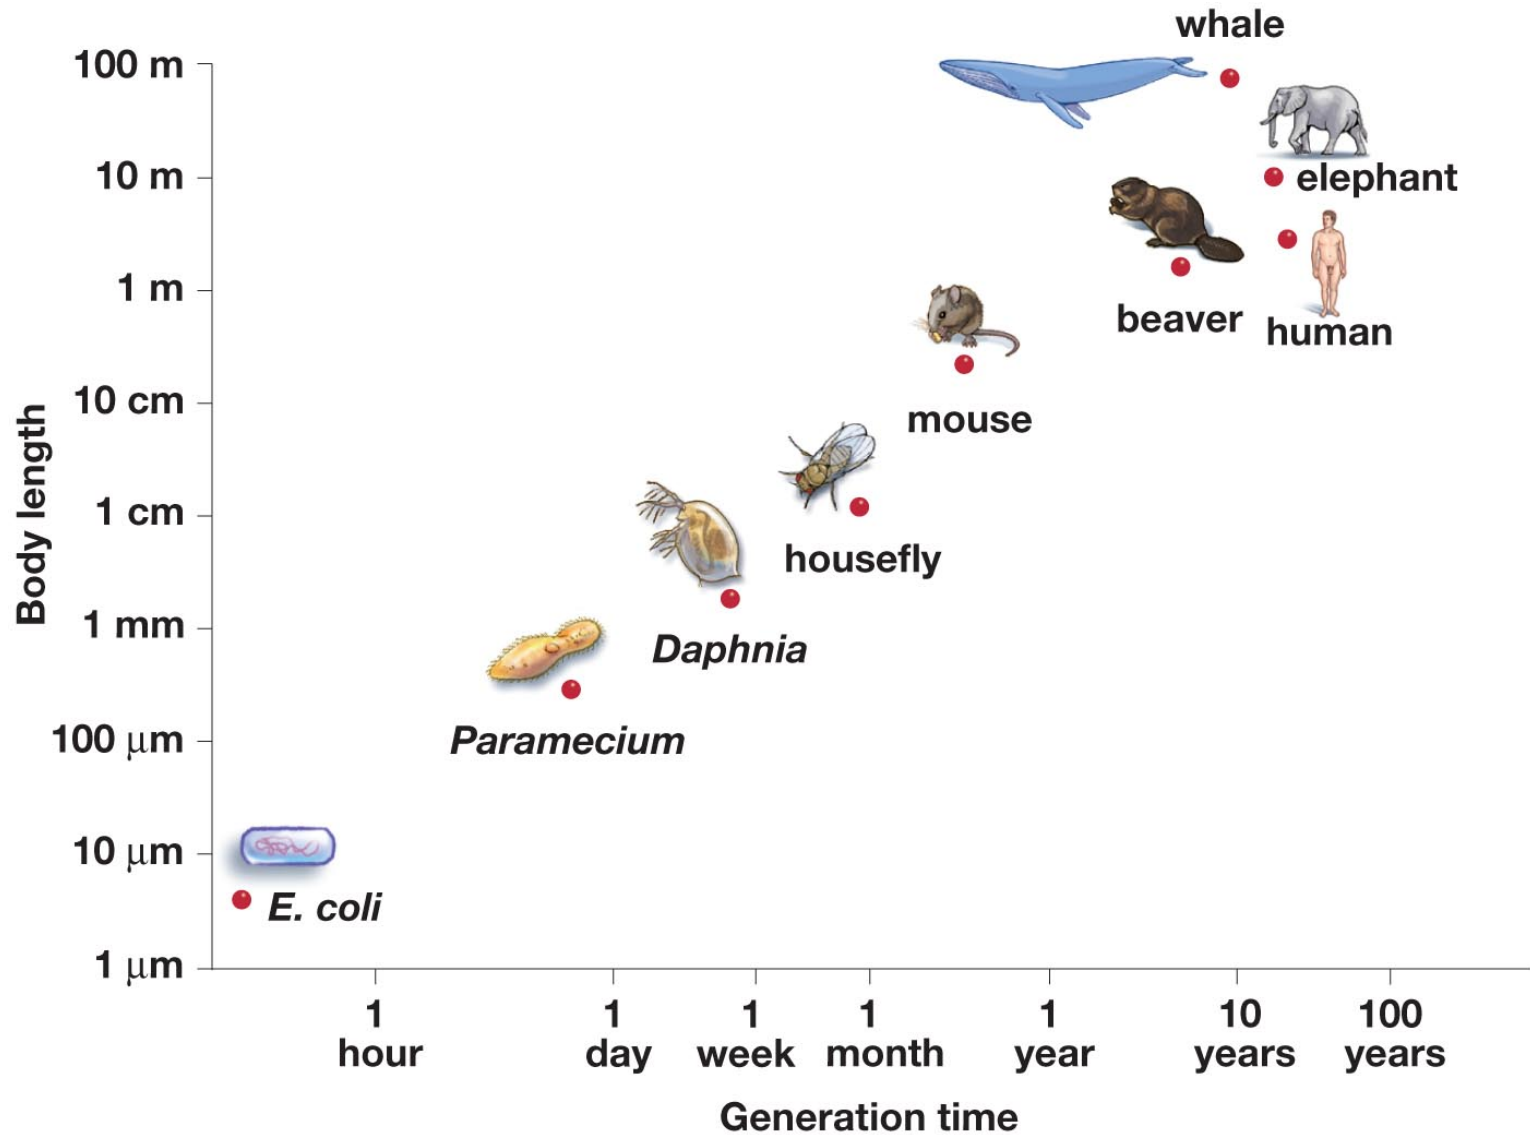 whale
100 m
elephant
10 m
1 m
beaver
human
10 cm
mouse
Body length
1 cm
housefly
1 mm
Daphnia
100 μm
Paramecium
10 μm
E. coli
1 μm
1 hour
1 day
1 week
1 month
1 year
10 years
100 years
Generation time